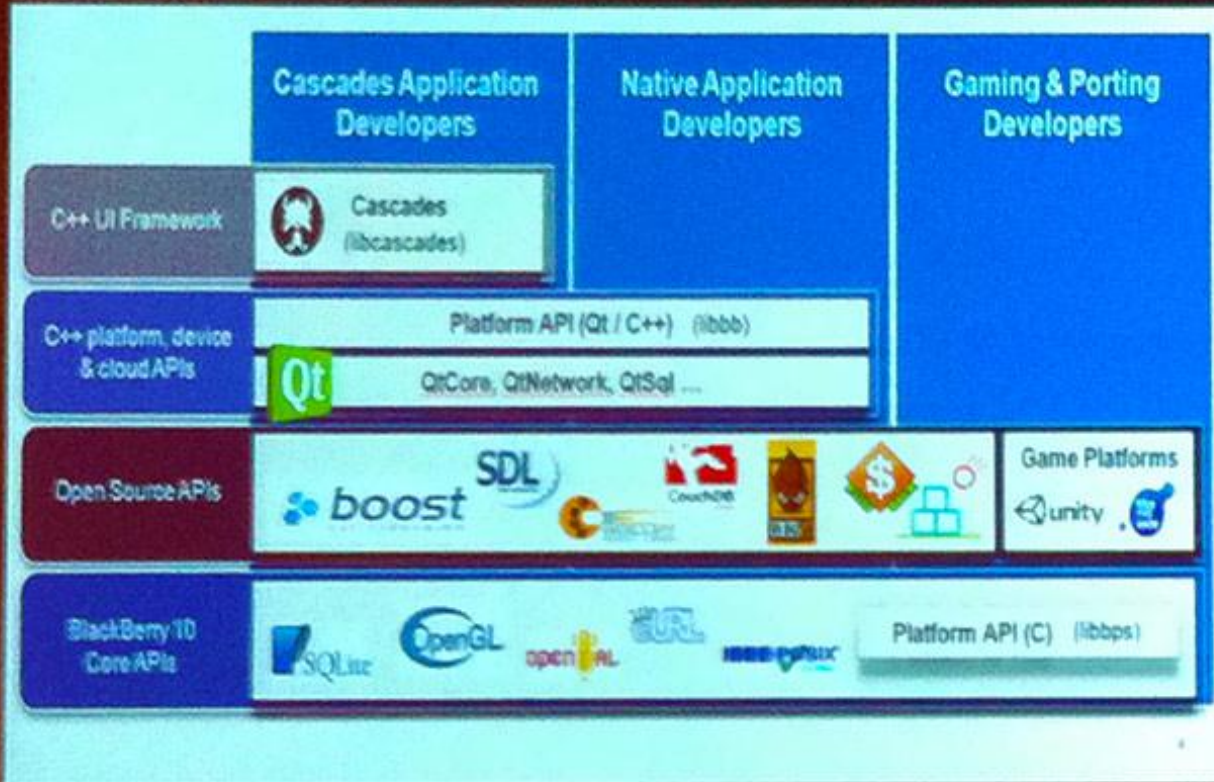 Cascades Application
Developers
Native Application
Developers
Gaming & Porting
Developers
C++ UI Framework
Cascades
(libcascades)
C++ platform, device
& cloud APIs
Platform API (Qt / C++) (libbb)
Qt
QtCore, QtNetwork, QtSql ...
Open Source APIs
boost
SDL
CouchDB
$
Game Platforms
unity
BlackBerry 10
Core APIs
SQLite
OpenGL
OpenAL
cURL
IEEE POSIX
Platform API (C) (libbps)